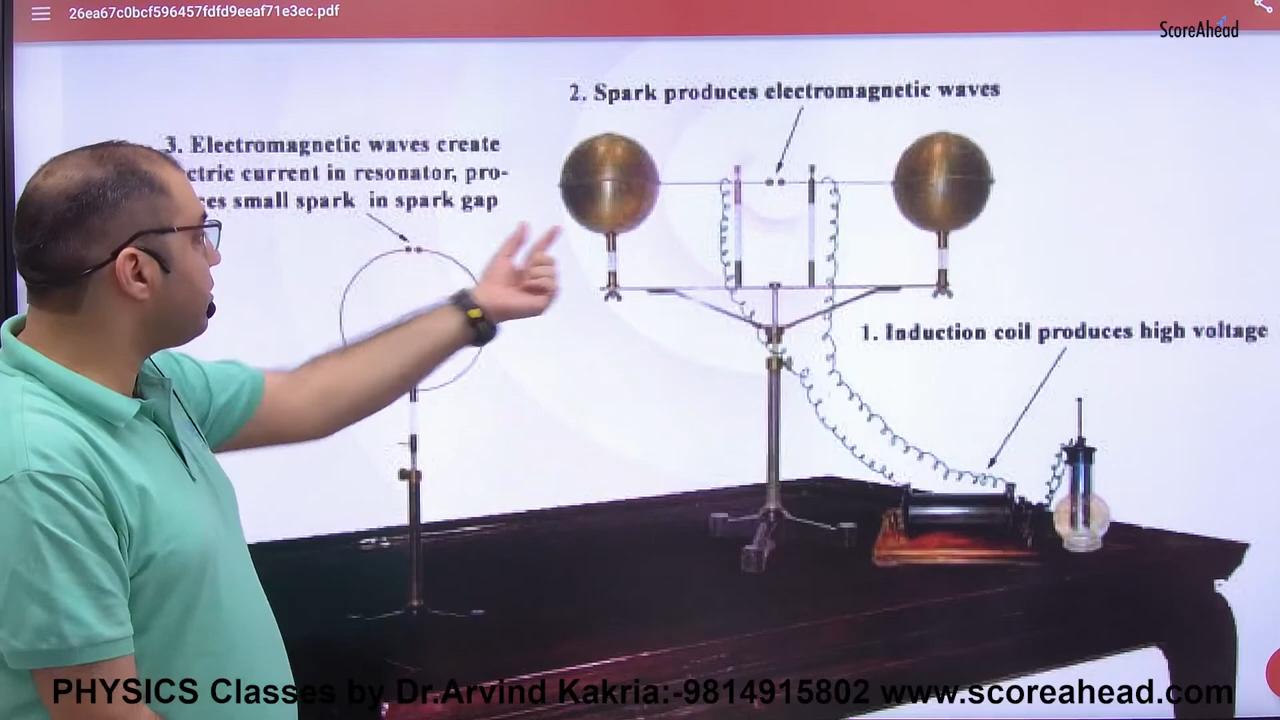 26ea67c0bcf596457fdfd9eeaf71e3ec.pdf
ScoreAhead
2. Spark produces electromagnetic waves
3. Electromagnetic waves create
ctric current in resonator, pro-
es small spark in spark gap
1. Induction coil produces high voltage
PHYSICS Classes by Dr.Arvind Kakria:-9814915802 www.scoreahead.com